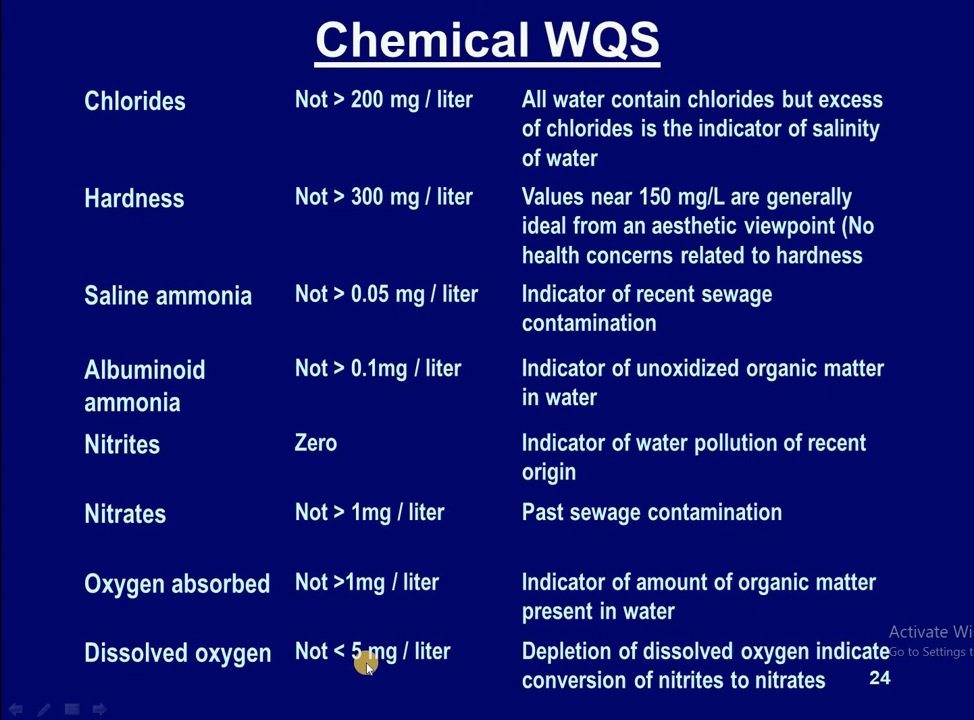 Chemical WQS
Chlorides Not > 200 mg / liter All water contain chlorides but excess
of chlorides is the indicator of salinity
of water
Hardness Not > 300 mg / liter Values near 150 mg/L are generally
ideal from an aesthetic viewpoint (No
health concerns related to hardness
Saline ammonia Not > 0.05 mg / liter Indicator of recent sewage
contamination
Albuminoid Not > 0.1mg / liter Indicator of unoxidized organic matter
ammonia in water
Nitrites Zero Indicator of water pollution of recent
origin
Nitrates Not > 1mg / liter Past sewage contamination
Oxygen absorbed Not >1mg / liter Indicator of amount of organic matter
present in water
Activate Wi
Dissolved oxygen Not < 5 mg / liter Depletion of dissolved oxygen indicate
Go to Settings t
conversion of nitrites to nitrates
24